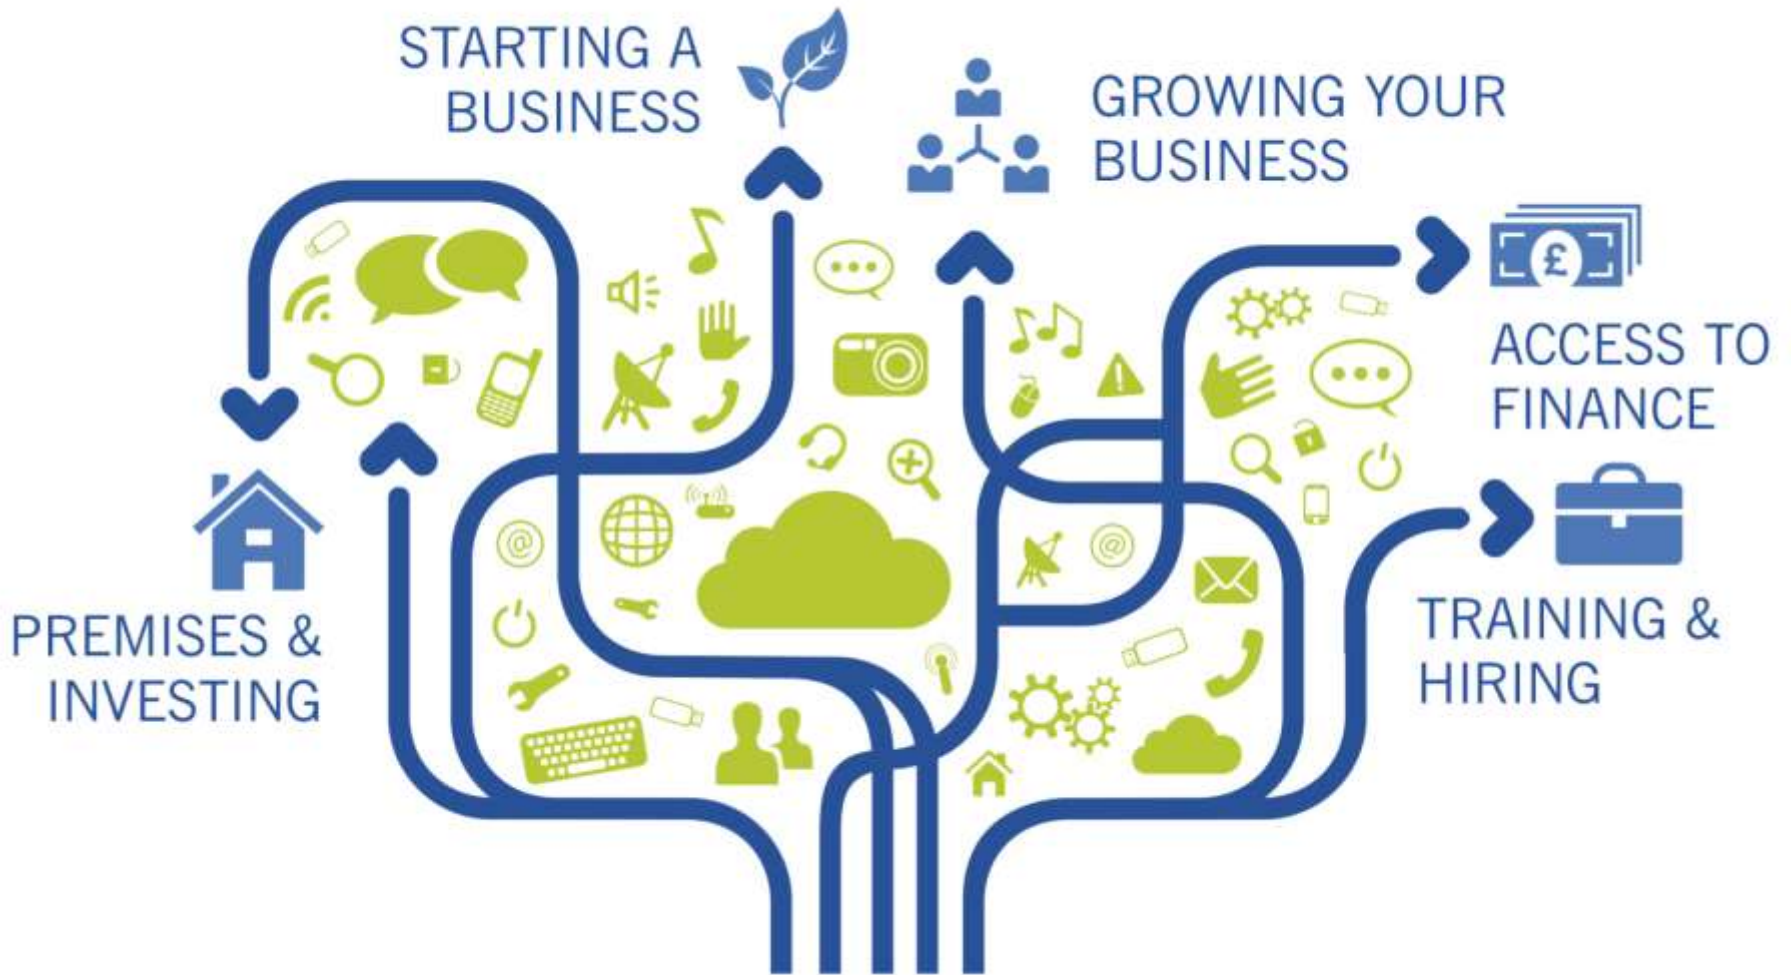 STARTING A
BUSINESS
GROWING YOUR
BUSINESS
£
ACCESS TO
FINANCE
TRAINING &
HIRING
PREMISES &
INVESTING
@
@